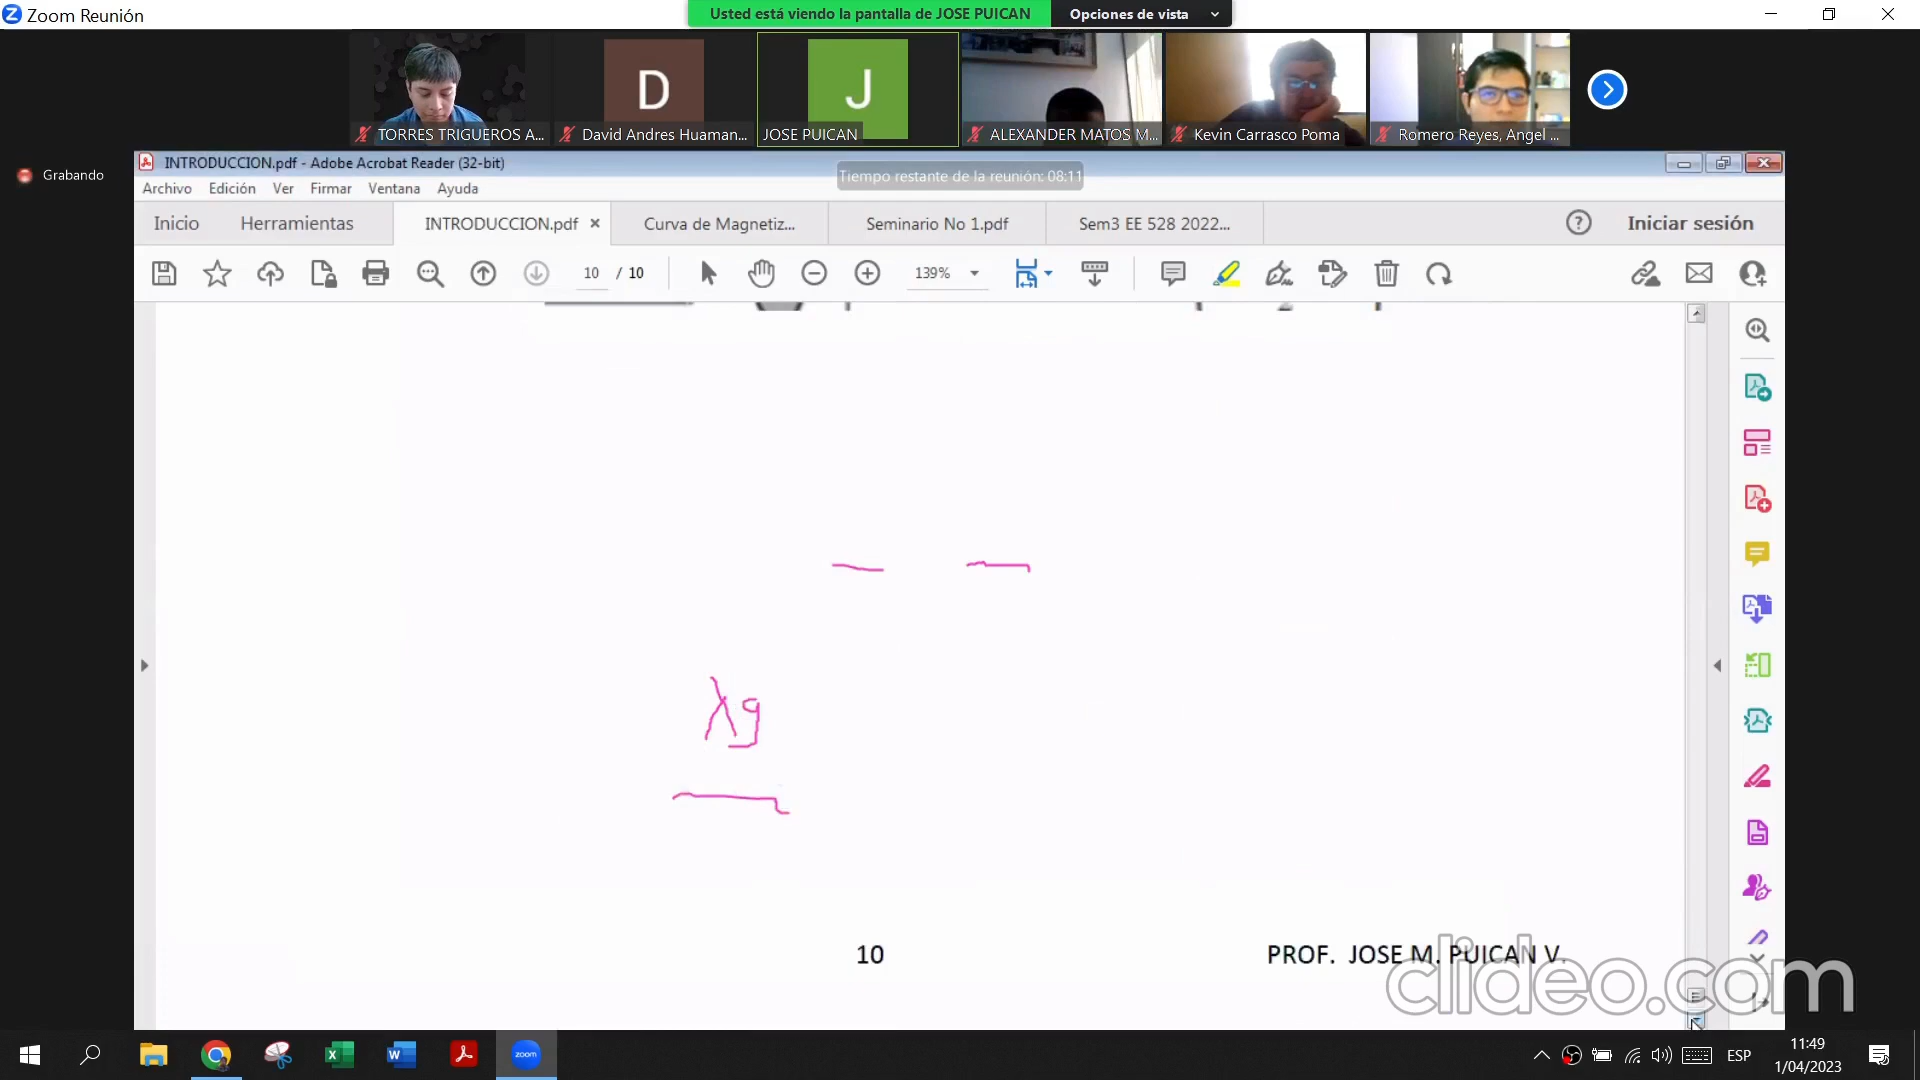 Zoom Reunión
Usted está viendo la pantalla de JOSE PUICAN
Opciones de vista
D
J
TORRES TRIGUEROS A...
David Andres Huaman...
JOSE PUICAN
ALEXANDER MATOS M...
Kevin Carrasco Poma
Romero Reyes, Angel ...
Grabando
INTRODUCCION.pdf - Adobe Acrobat Reader (32-bit)
Tiempo restante de la reunión: 08:11
Archivo Edición Ver Firmar Ventana Ayuda
Inicio Herramientas INTRODUCCION.pdf × Curva de Magnetiz... Seminario No 1.pdf Sem3 EE 528 2022... Iniciar sesión
10 / 10 139%
λg
10 PROF. JOSE M. PUICAN V.
clideo.com
zoom
ESP
11:49
1/04/2023